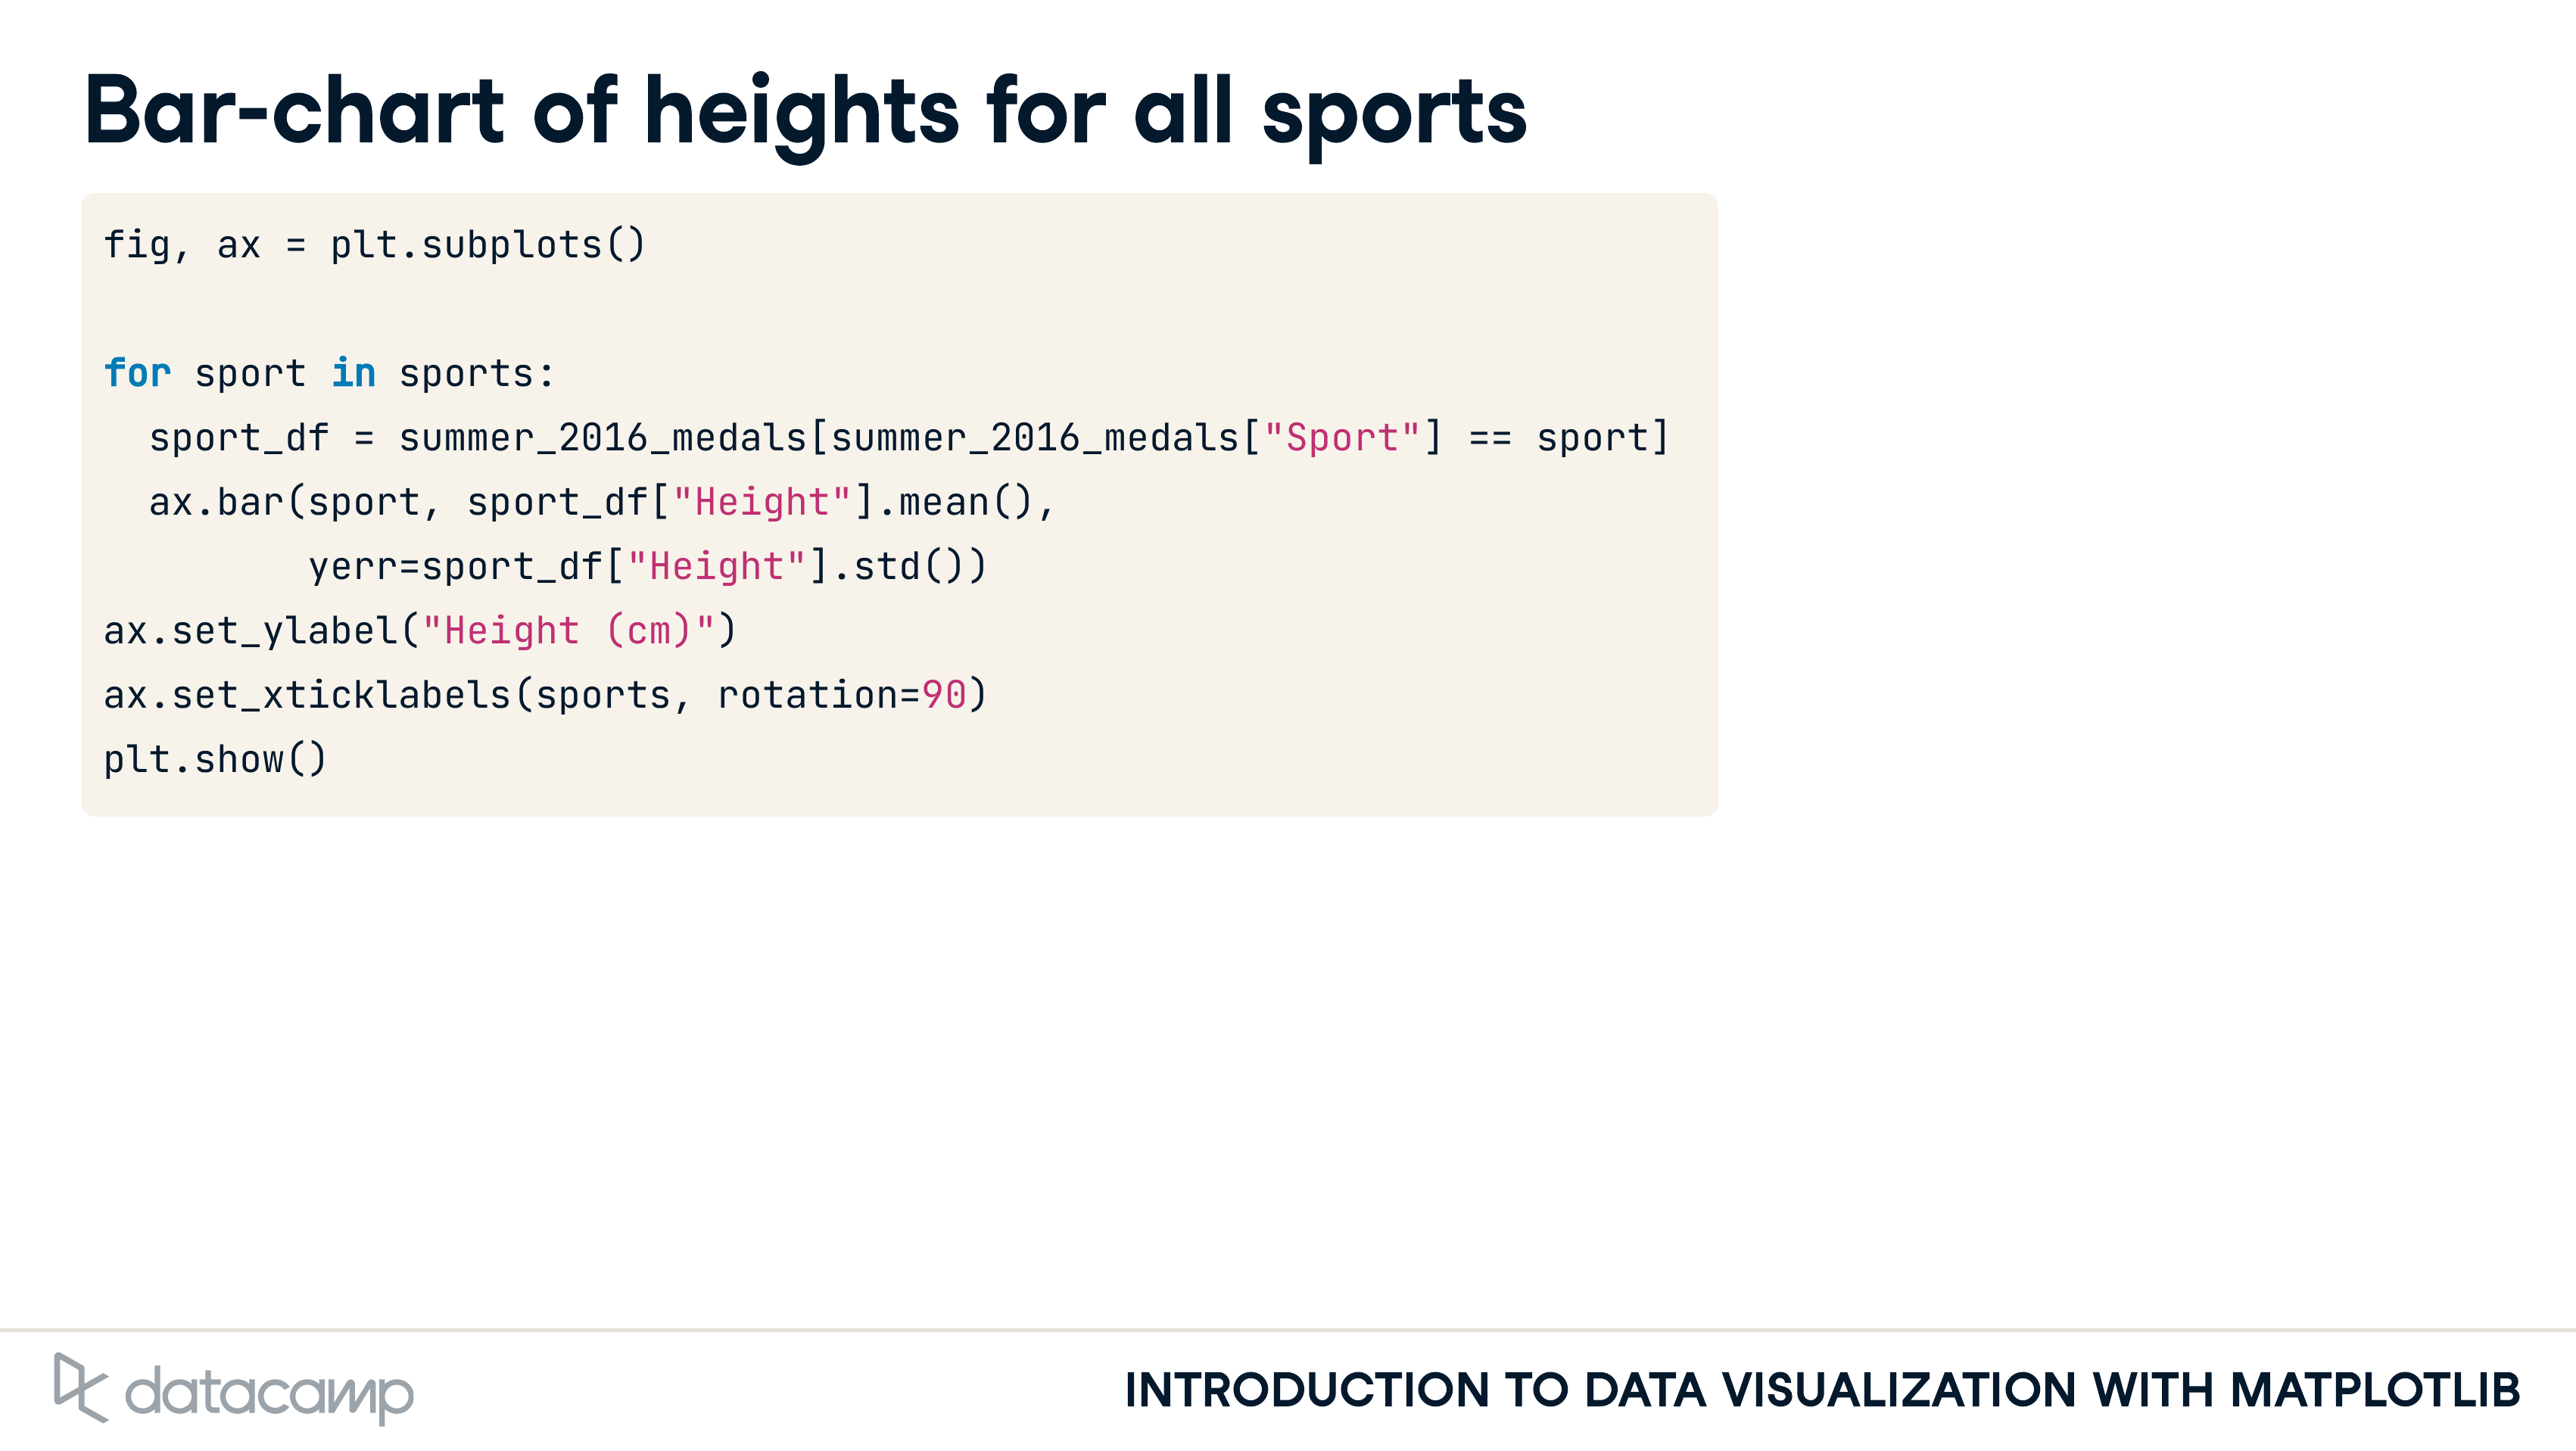 Bar-chart of heights for all sports
fig, ax = plt.subplots()
for sport in sports:
  sport_df = summer_2016_medals[summer_2016_medals["Sport"] == sport]
  ax.bar(sport, sport_df["Height"].mean(),
         yerr=sport_df["Height"].std())
ax.set_ylabel("Height (cm)")
ax.set_xticklabels(sports, rotation=90)
plt.show()
datacamp
INTRODUCTION TO DATA VISUALIZATION WITH MATPLOTLIB